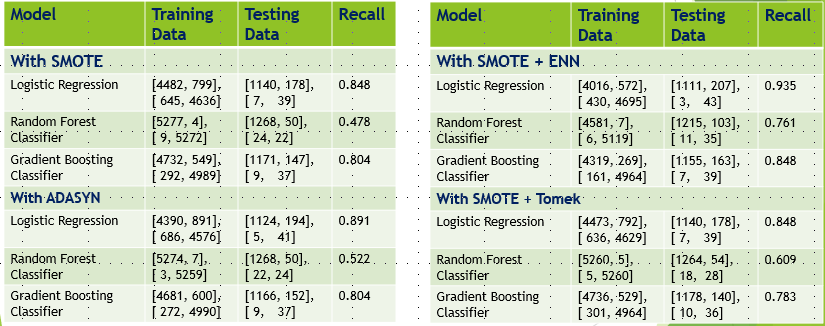 Model Training Data Testing Data Recall
With SMOTE
Logistic Regression [4482, 799], [ 645, 4636] [1140, 178], [ 7, 39] 0.848
Random Forest Classifier [5277, 4], [ 9, 5272] [1268, 50], [ 24, 22] 0.478
Gradient Boosting Classifier [4732, 549], [ 292, 4989] [1171, 147], [ 9, 37] 0.804
With ADASYN
Logistic Regression [4390, 891], [ 686, 4576] [1124, 194], [ 5, 41] 0.891
Random Forest Classifier [5274, 7], [ 3, 5259] [1268, 50], [ 22, 24] 0.522
Gradient Boosting Classifier [4681, 600], [ 272, 4990] [1166, 152], [ 9, 37] 0.804
Model Training Data Testing Data Recall
With SMOTE + ENN
Logistic Regression [4016, 572], [ 430, 4695] [1111, 207], [ 3, 43] 0.935
Random Forest Classifier [4581, 7], [ 6, 5119] [1215, 103], [ 11, 35] 0.761
Gradient Boosting Classifier [4319, 269], [ 161, 4964] [1155, 163], [ 7, 39] 0.848
With SMOTE + Tomek
Logistic Regression [4473, 792], [ 636, 4629] [1140, 178], [ 7, 39] 0.848
Random Forest Classifier [5260, 5], [ 5, 5260] [1264, 54], [ 18, 28] 0.609
Gradient Boosting Classifier [4736, 529], [ 301, 4964] [1178, 140], [ 10, 36] 0.783